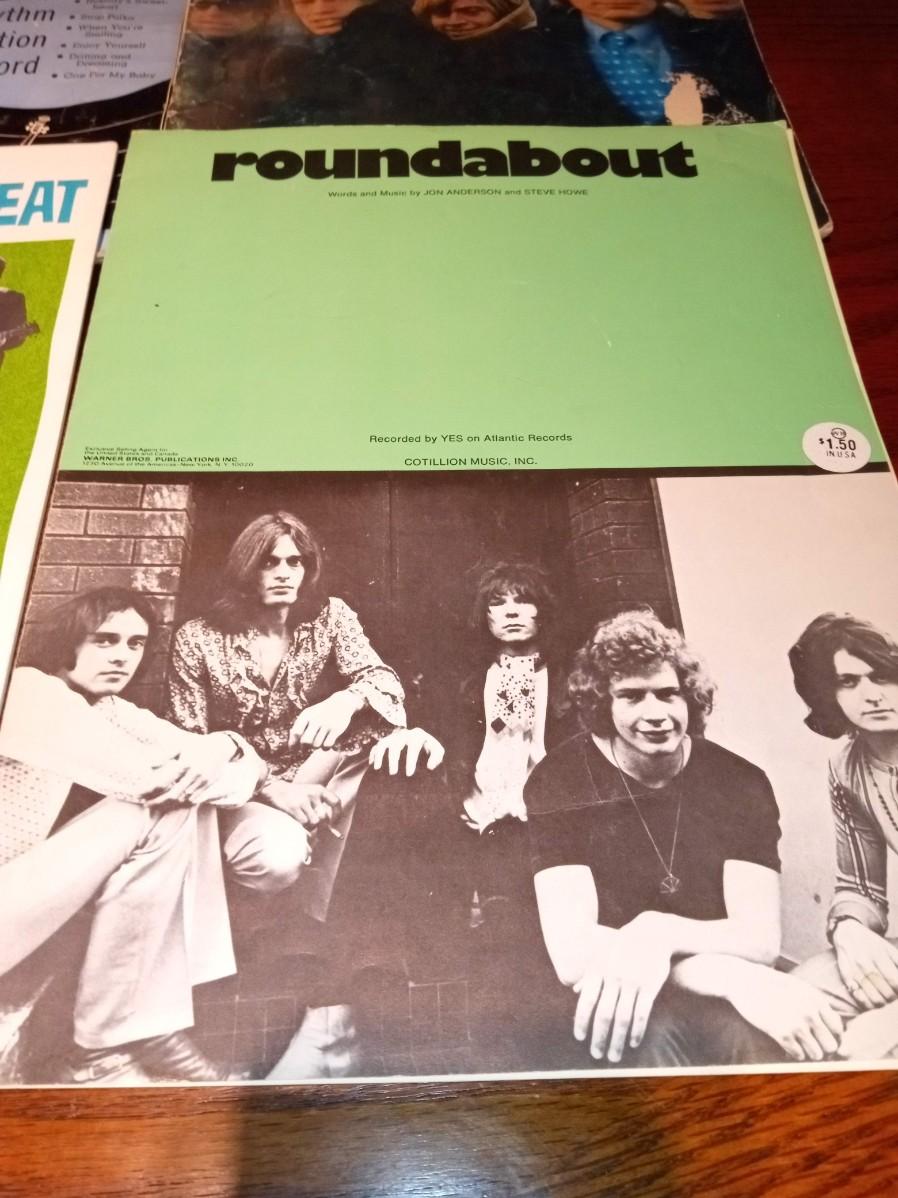 ythm
tion
ord
• Snap Polka
• When You're
Smiling
• Enjoy Yourself
• Darling and
Dreaming
• One For My Baby
EAT
roundabout
Words and Music by JON ANDERSON and STEVE HOWE
Recorded by YES on Atlantic Records
COTILLION MUSIC, INC.
Exclusive Selling Agent for
the United States and Canada
WARNER BROS. PUBLICATIONS INC.
1230 Avenue of the Americas-New York, N.Y. 10020
$1.50
IN U.S.A